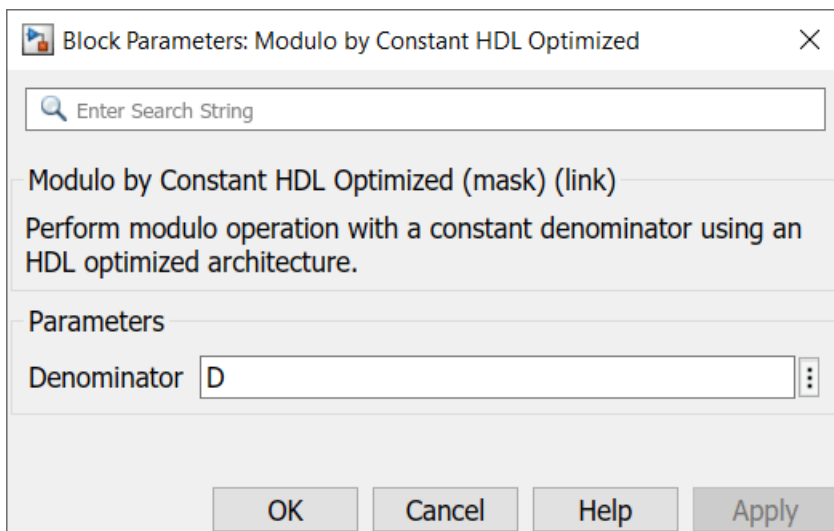 Block Parameters: Modulo by Constant HDL Optimized
Enter Search String
Modulo by Constant HDL Optimized (mask) (link)
Perform modulo operation with a constant denominator using an
HDL optimized architecture.
Parameters
Denominator D
OK Cancel Help Apply